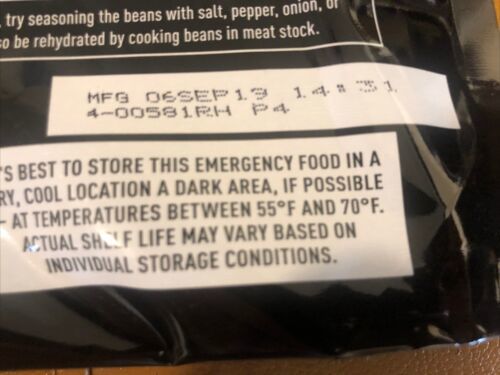 , try seasoning the beans with salt, pepper, onion, or
so be rehydrated by cooking beans in meat stock.
MFG 06SEP13 14:31
4-00581RH P4
'S BEST TO STORE THIS EMERGENCY FOOD IN A
RY, COOL LOCATION A DARK AREA, IF POSSIBLE
- AT TEMPERATURES BETWEEN 55°F AND 70°F.
ACTUAL SHELF LIFE MAY VARY BASED ON
INDIVIDUAL STORAGE CONDITIONS.